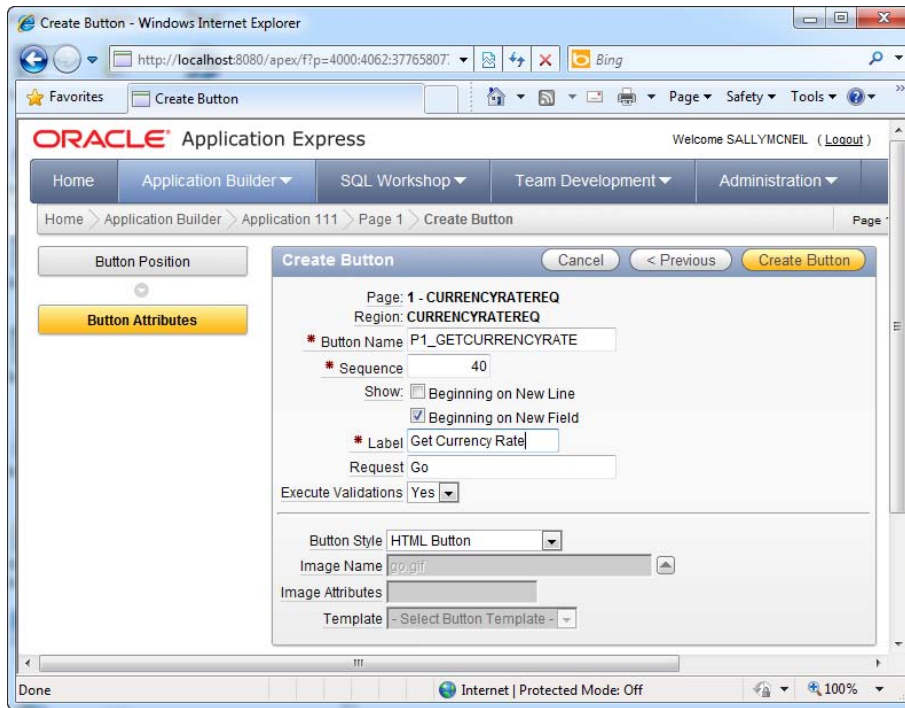 Create Button - Windows Internet Explorer
http://localhost:8080/apex/f?p=4000:4062:37765807
Bing
Favorites
Create Button
Page
Safety
Tools
ORACLE Application Express
Welcome SALLYMCNEIL ( Logout )
Home
Application Builder
SQL Workshop
Team Development
Administration
Home > Application Builder > Application 111 > Page 1 > Create Button
Page
Button Position
Button Attributes
Create Button
Cancel
< Previous
Create Button
Page: 1 - CURRENCYRATEREQ
Region: CURRENCYRATEREQ
* Button Name P1_GETCURRENCYRATE
* Sequence 40
Show: Beginning on New Line
Beginning on New Field
* Label Get Currency Rate
Request Go
Execute Validations Yes
Button Style HTML Button
Image Name go.gif
Image Attributes
Template - Select Button Template -
Done
Internet | Protected Mode: Off
100%